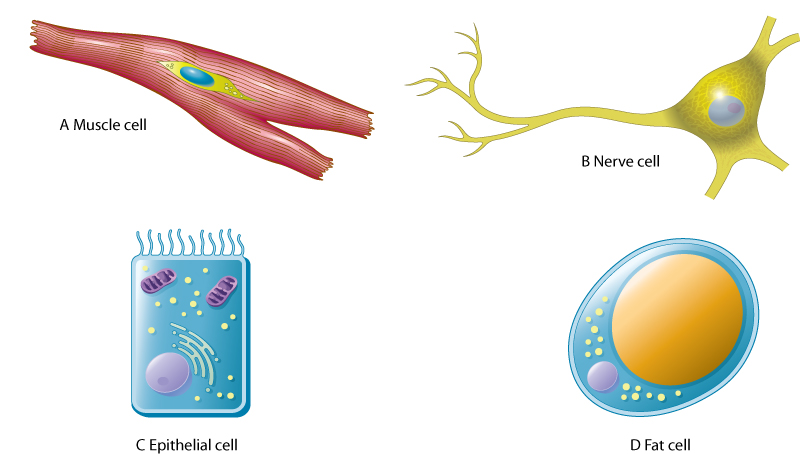 A Muscle cell
B Nerve cell
C Epithelial cell
D Fat cell